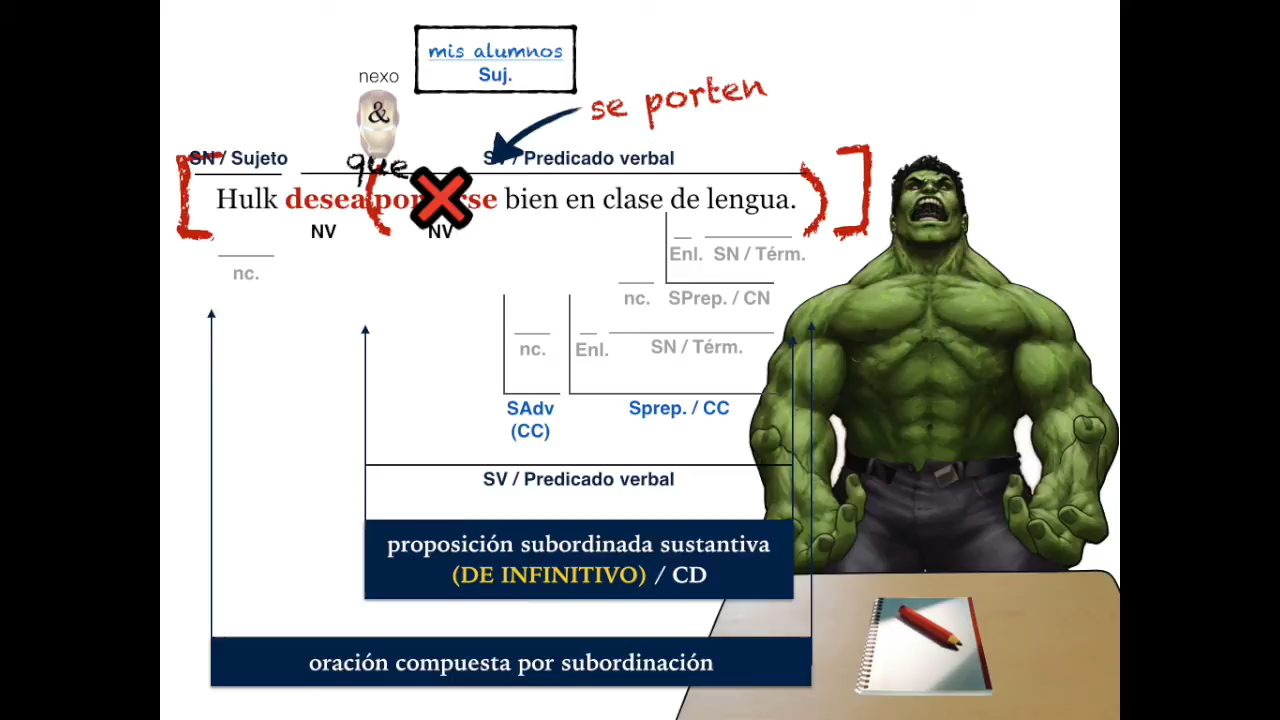 mis alumnos
Suj.
nexo
&
se porten
SN / Sujeto
que
SV / Predicado verbal
Hulk desea portarse bien en clase de lengua.
NV
NV
nc.
Enl. SN / Térm.
nc. SPrep. / CN
nc. Enl. SN / Térm.
SAdv Sprep. / CC
(CC)
SV / Predicado verbal
proposición subordinada sustantiva
(DE INFINITIVO) / CD
oración compuesta por subordinación